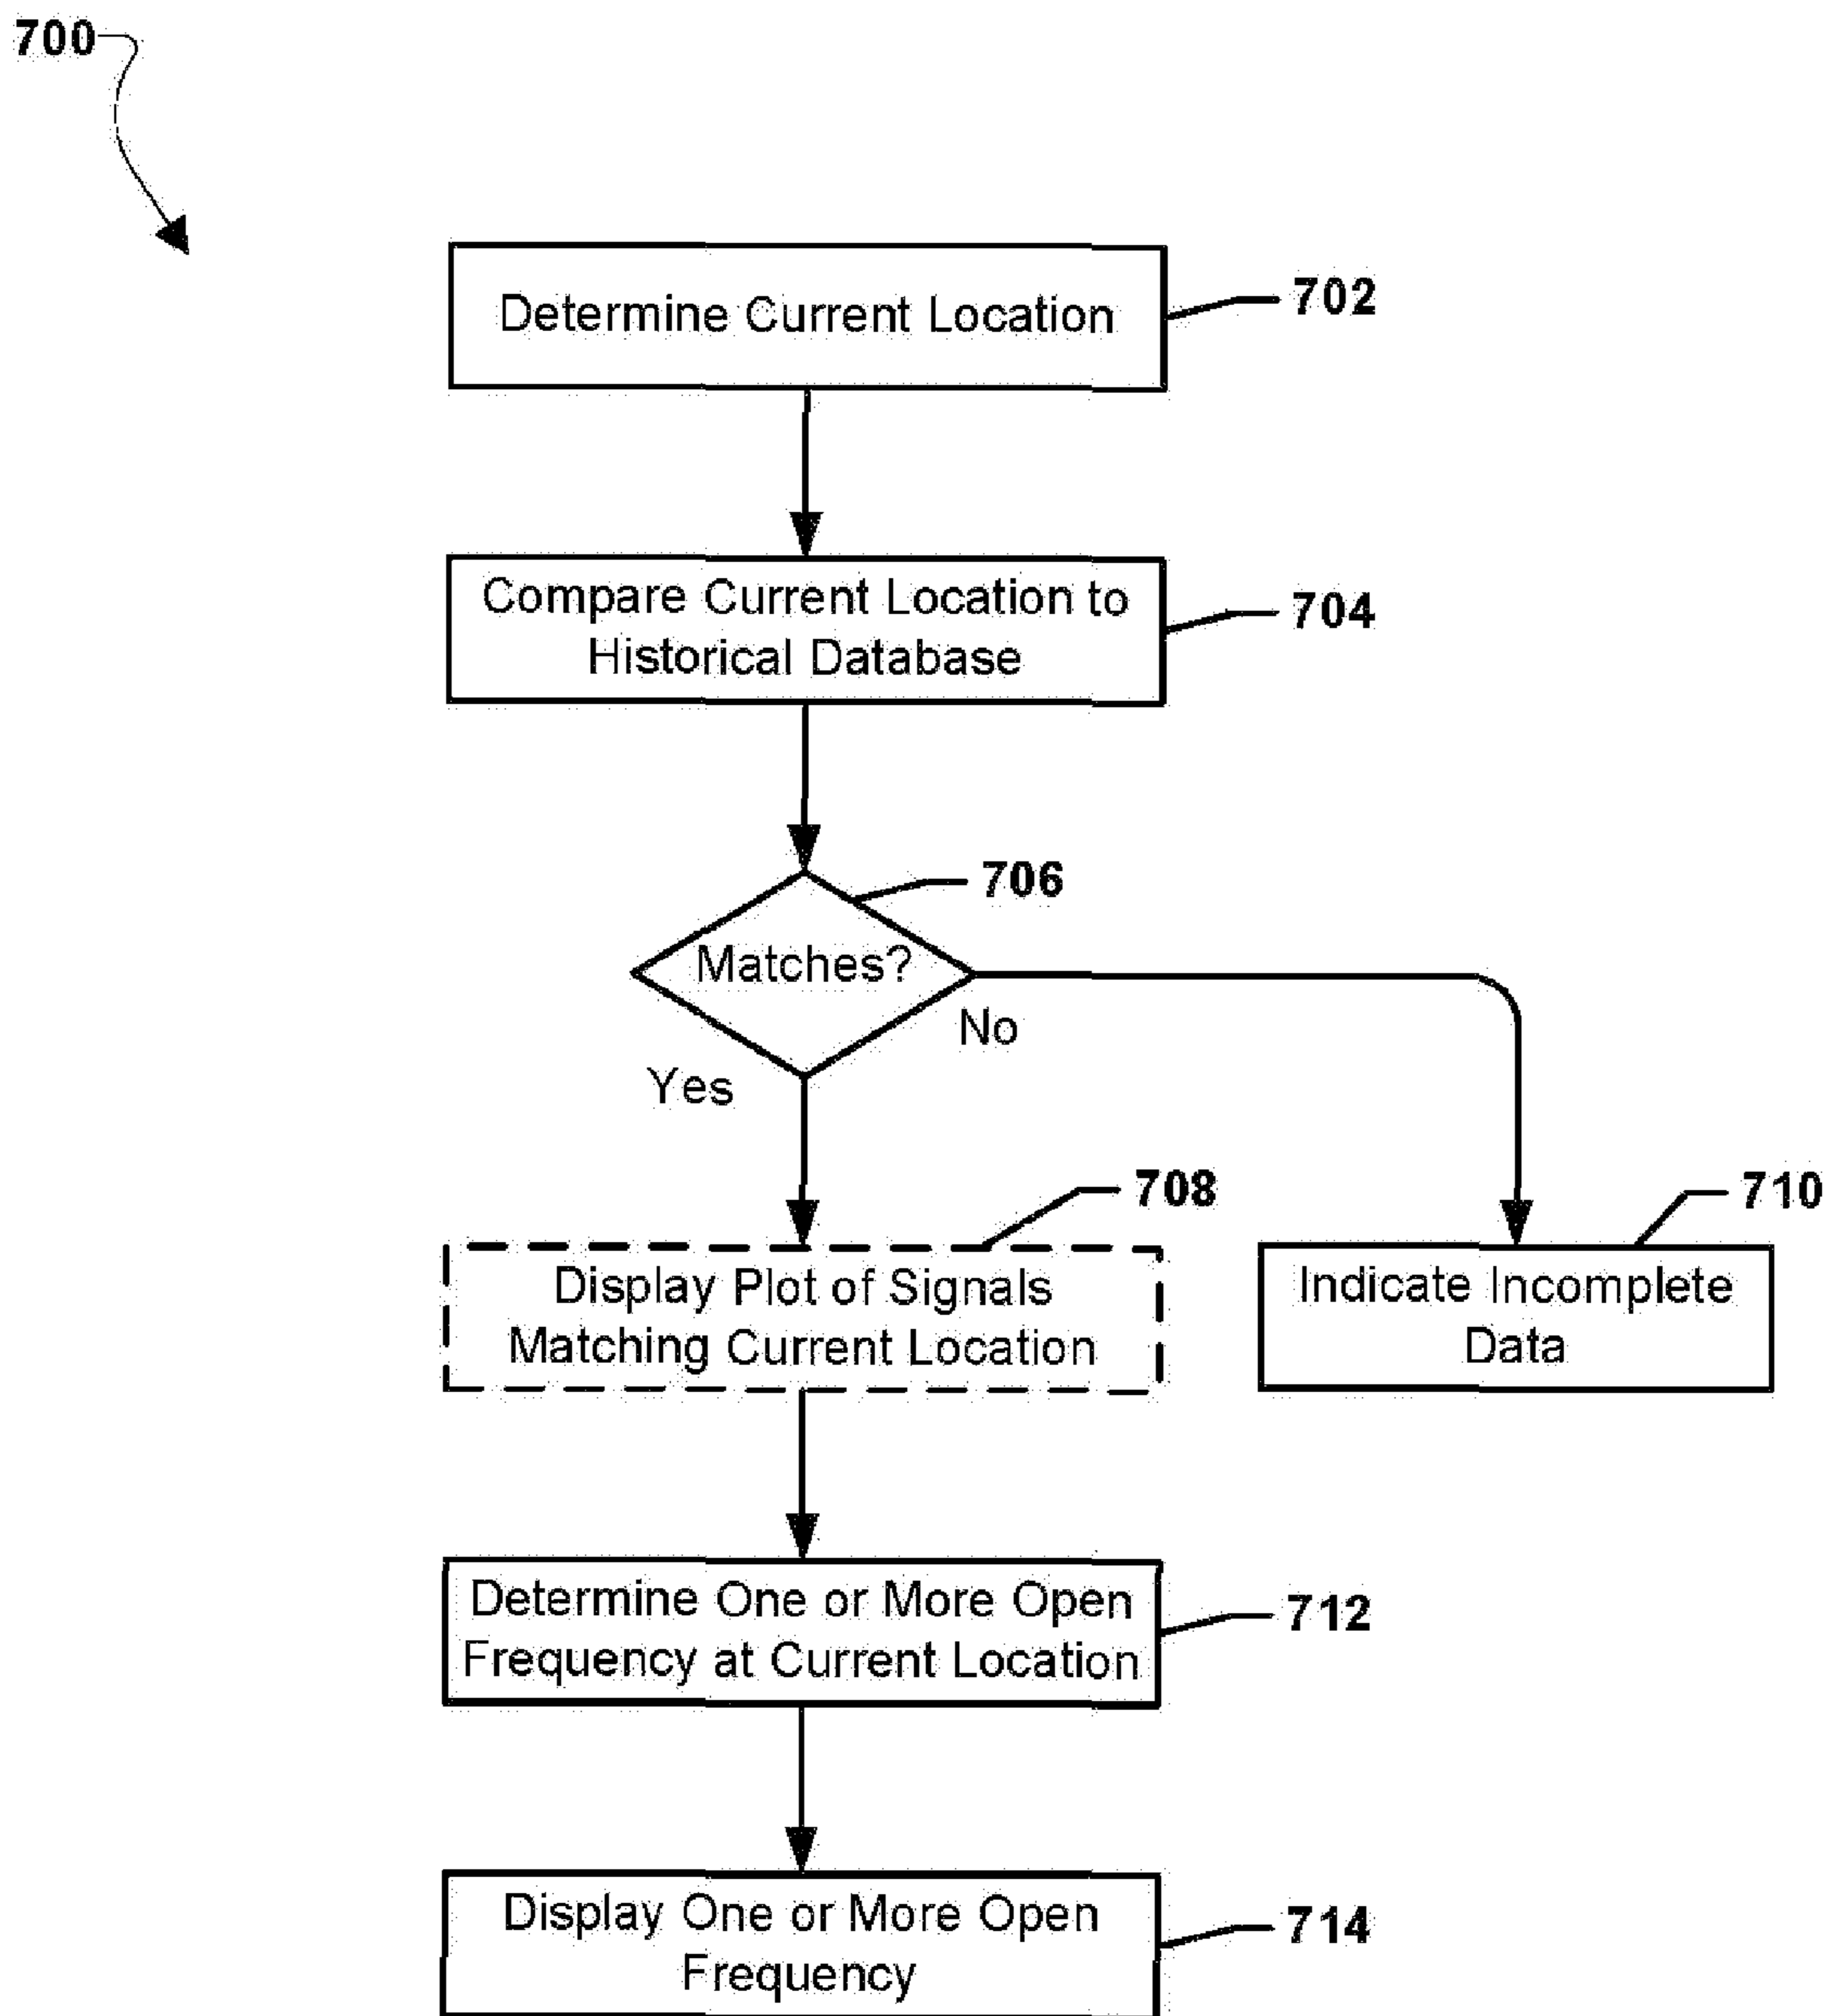 700
Determine Current Location
702
Compare Current Location to
Historical Database
704
706
Matches?
No
Yes
708
Display Plot of Signals
Matching Current Location
710
Indicate Incomplete
Data
Determine One or More Open
Frequency at Current Location
712
Display One or More Open
Frequency
714